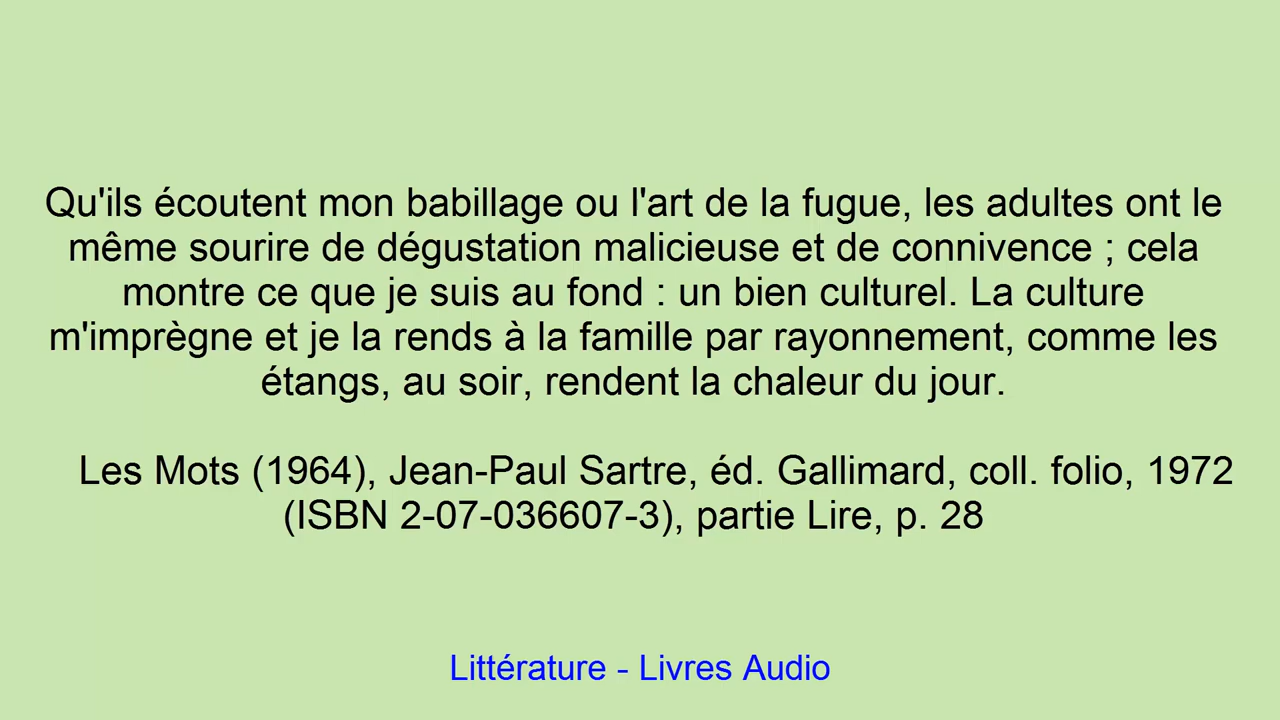 Qu'ils écoutent mon babillage ou l'art de la fugue, les adultes ont le
même sourire de dégustation malicieuse et de connivence ; cela
montre ce que je suis au fond : un bien culturel. La culture
m'imprègne et je la rends à la famille par rayonnement, comme les
étangs, au soir, rendent la chaleur du jour.
Les Mots (1964), Jean-Paul Sartre, éd. Gallimard, coll. folio, 1972
(ISBN 2-07-036607-3), partie Lire, p. 28
Littérature - Livres Audio